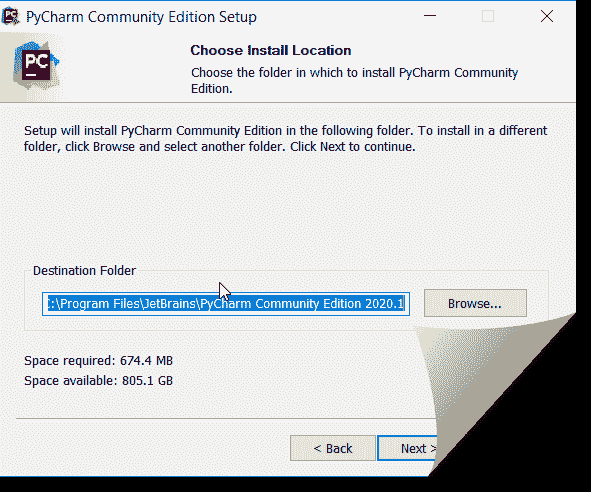 PyCharm Community Edition Setup
PC
Choose Install Location
Choose the folder in which to install PyCharm Community
Edition.
Setup will install PyCharm Community Edition in the following folder. To install in a different
folder, click Browse and select another folder. Click Next to continue.
Destination Folder
:\Program Files\JetBrains\PyCharm Community Edition 2020.1
Browse...
Space required: 674.4 MB
Space available: 805.1 GB
< Back
Next >